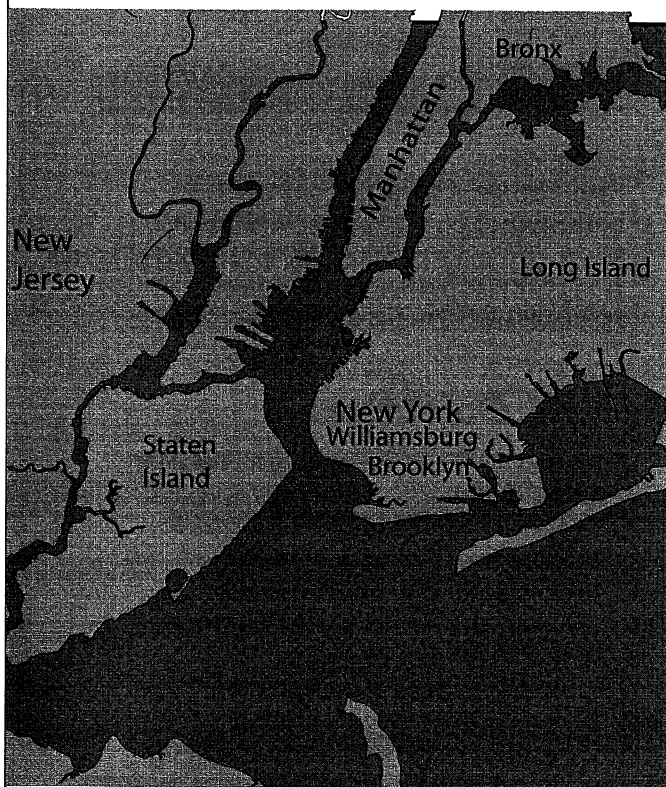 Bronx
Manhattan
New
Jersey
Long Island
New York
Williamsburg
Brooklyn
Staten
Island